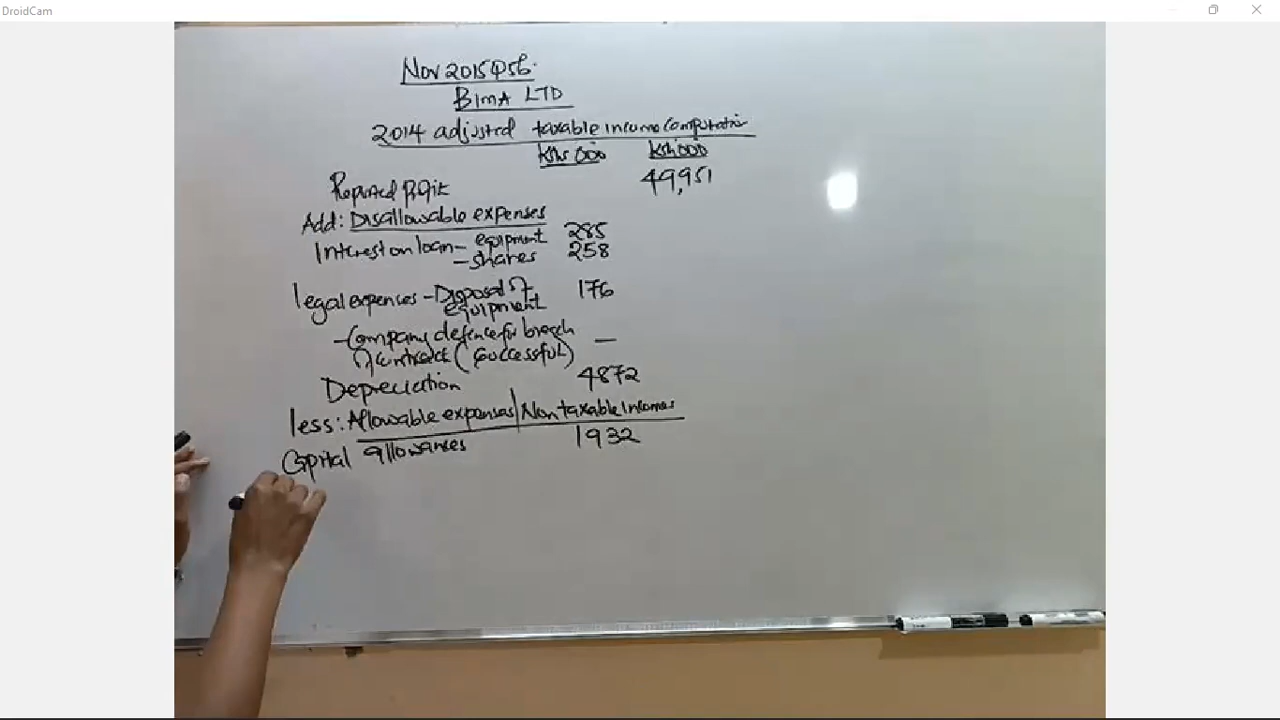 DroidCam
Nov 2015 Q5b.
BIMA LTD
2014 adjusted taxable income computation
Kshs 000 Ksh 000
Reported Profit 49,951
Add: Disallowable expenses
Interest on loan - equipment 285
- shares 258
legal expenses - Disposal of equipment 176
- Company defence for breach
of contract (successful) —
Depreciation 4872
less: Allowable expenses/Non taxable incomes
Capital allowances 1932